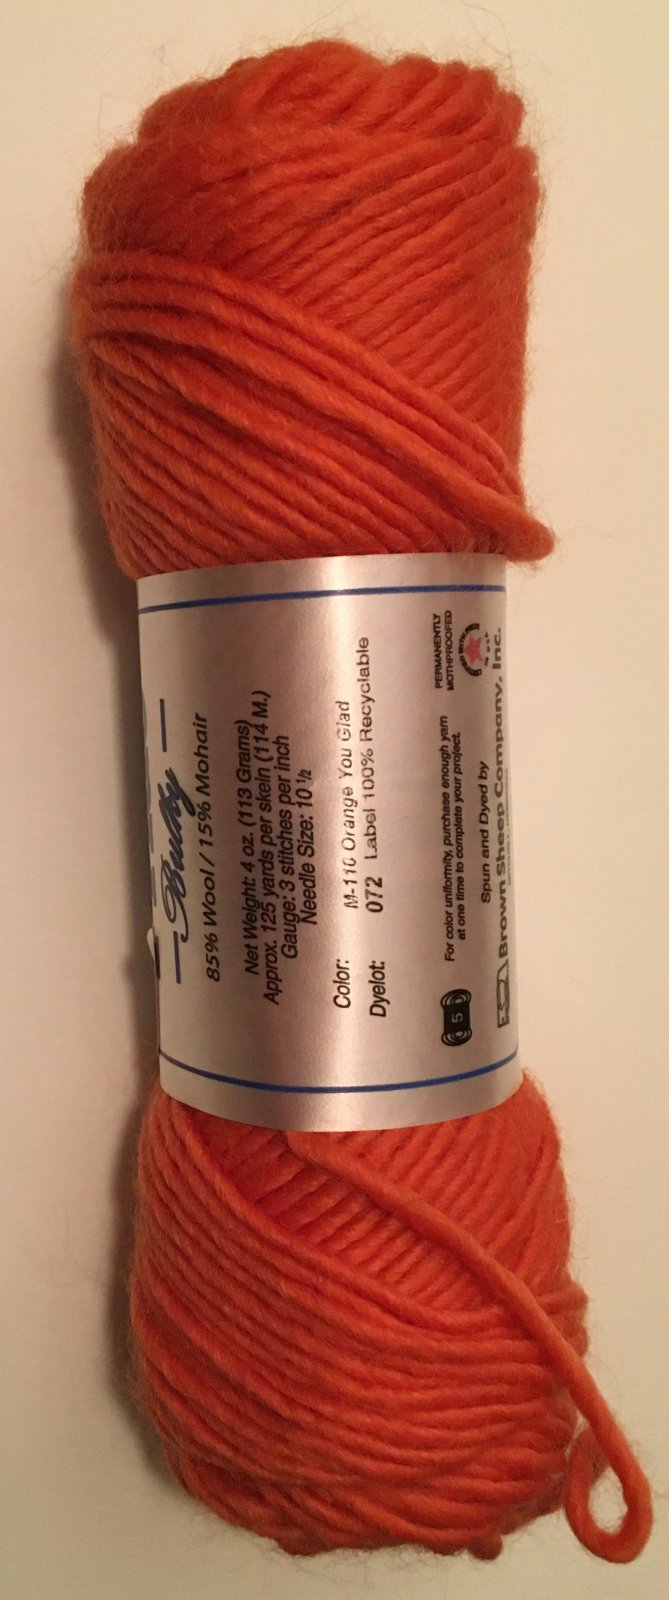 Bulky
85% Wool / 15% Mohair
Net Weight: 4 oz. (113 Grams)
Approx. 125 yards per skein (114 M.)
Gauge: 3 stitches per inch
Needle Size: 10 1/2
Color: M-110 Orange You Glad
Dyelot: 072 Label 100% Recyclable
5
For color uniformity, purchase enough yarn
at one time to complete your project.
PERMANENTLY
MOTHPROOFED
Spun and Dyed by
Brown Sheep Company, Inc.